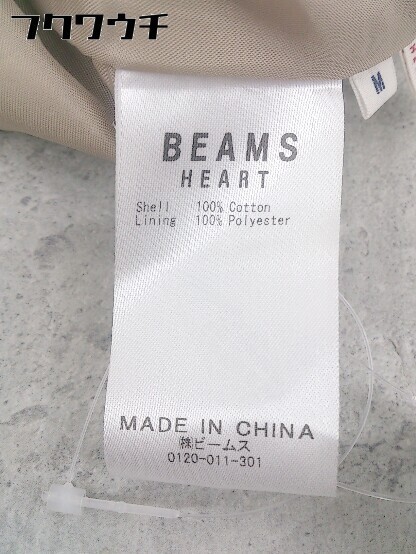 フクワウチ
M
BEAMS
HEART
Shell 100% Cotton
Lining 100% Polyester
MADE IN CHINA
㈱ビームス
0120-011-301